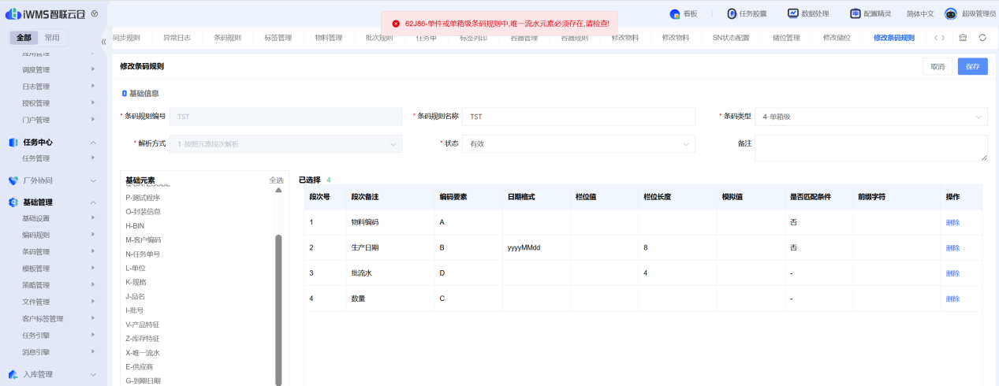 iWMS智联云仓
看板
任务胶囊
数据处理
配置精灵
简体中文
超级管理员
62J86-单件或单箱级条码规则中,唯一流水元素必须存在,请检查!
全部
常用
同步规则
异常日志
条码规则
标签管理
物料管理
批次规则
任务单
标签列印
容器管理
容器规则
修改物料
修改物料
SN状态配置
储位管理
修改储位
修改条码规则
应用管理
调度管理
日志管理
授权管理
门户管理
任务中心
任务管理
厂外协同
基础管理
基础设置
编码规则
条码管理
模板管理
策略管理
文件管理
客户标签管理
任务引擎
消息引擎
入库管理
修改条码规则
取消
保存
基础信息
* 条码规则编号 TST
* 条码规则名称 TST
* 条码类型 4-单箱级
* 解析方式 1-按照元素段次解析
* 状态 有效
备注
基础元素 全选
Q-DATECODE
P-测试程序
O-封装信息
H-BIN
M-客户编码
N-任务单号
L-单位
K-规格
J-品名
I-批号
V-产品特征
Z-库存特征
X-唯一流水
E-供应商
G-到期日期
已选择 4
段次号 段次备注 编码要素 日期格式 栏位值 栏位长度 模拟值 是否匹配条件 前缀字符 操作
1 物料编码 A 否 删除
2 生产日期 B yyyyMMdd 8 否 删除
3 批流水 D 4 - 删除
4 数量 C - 删除